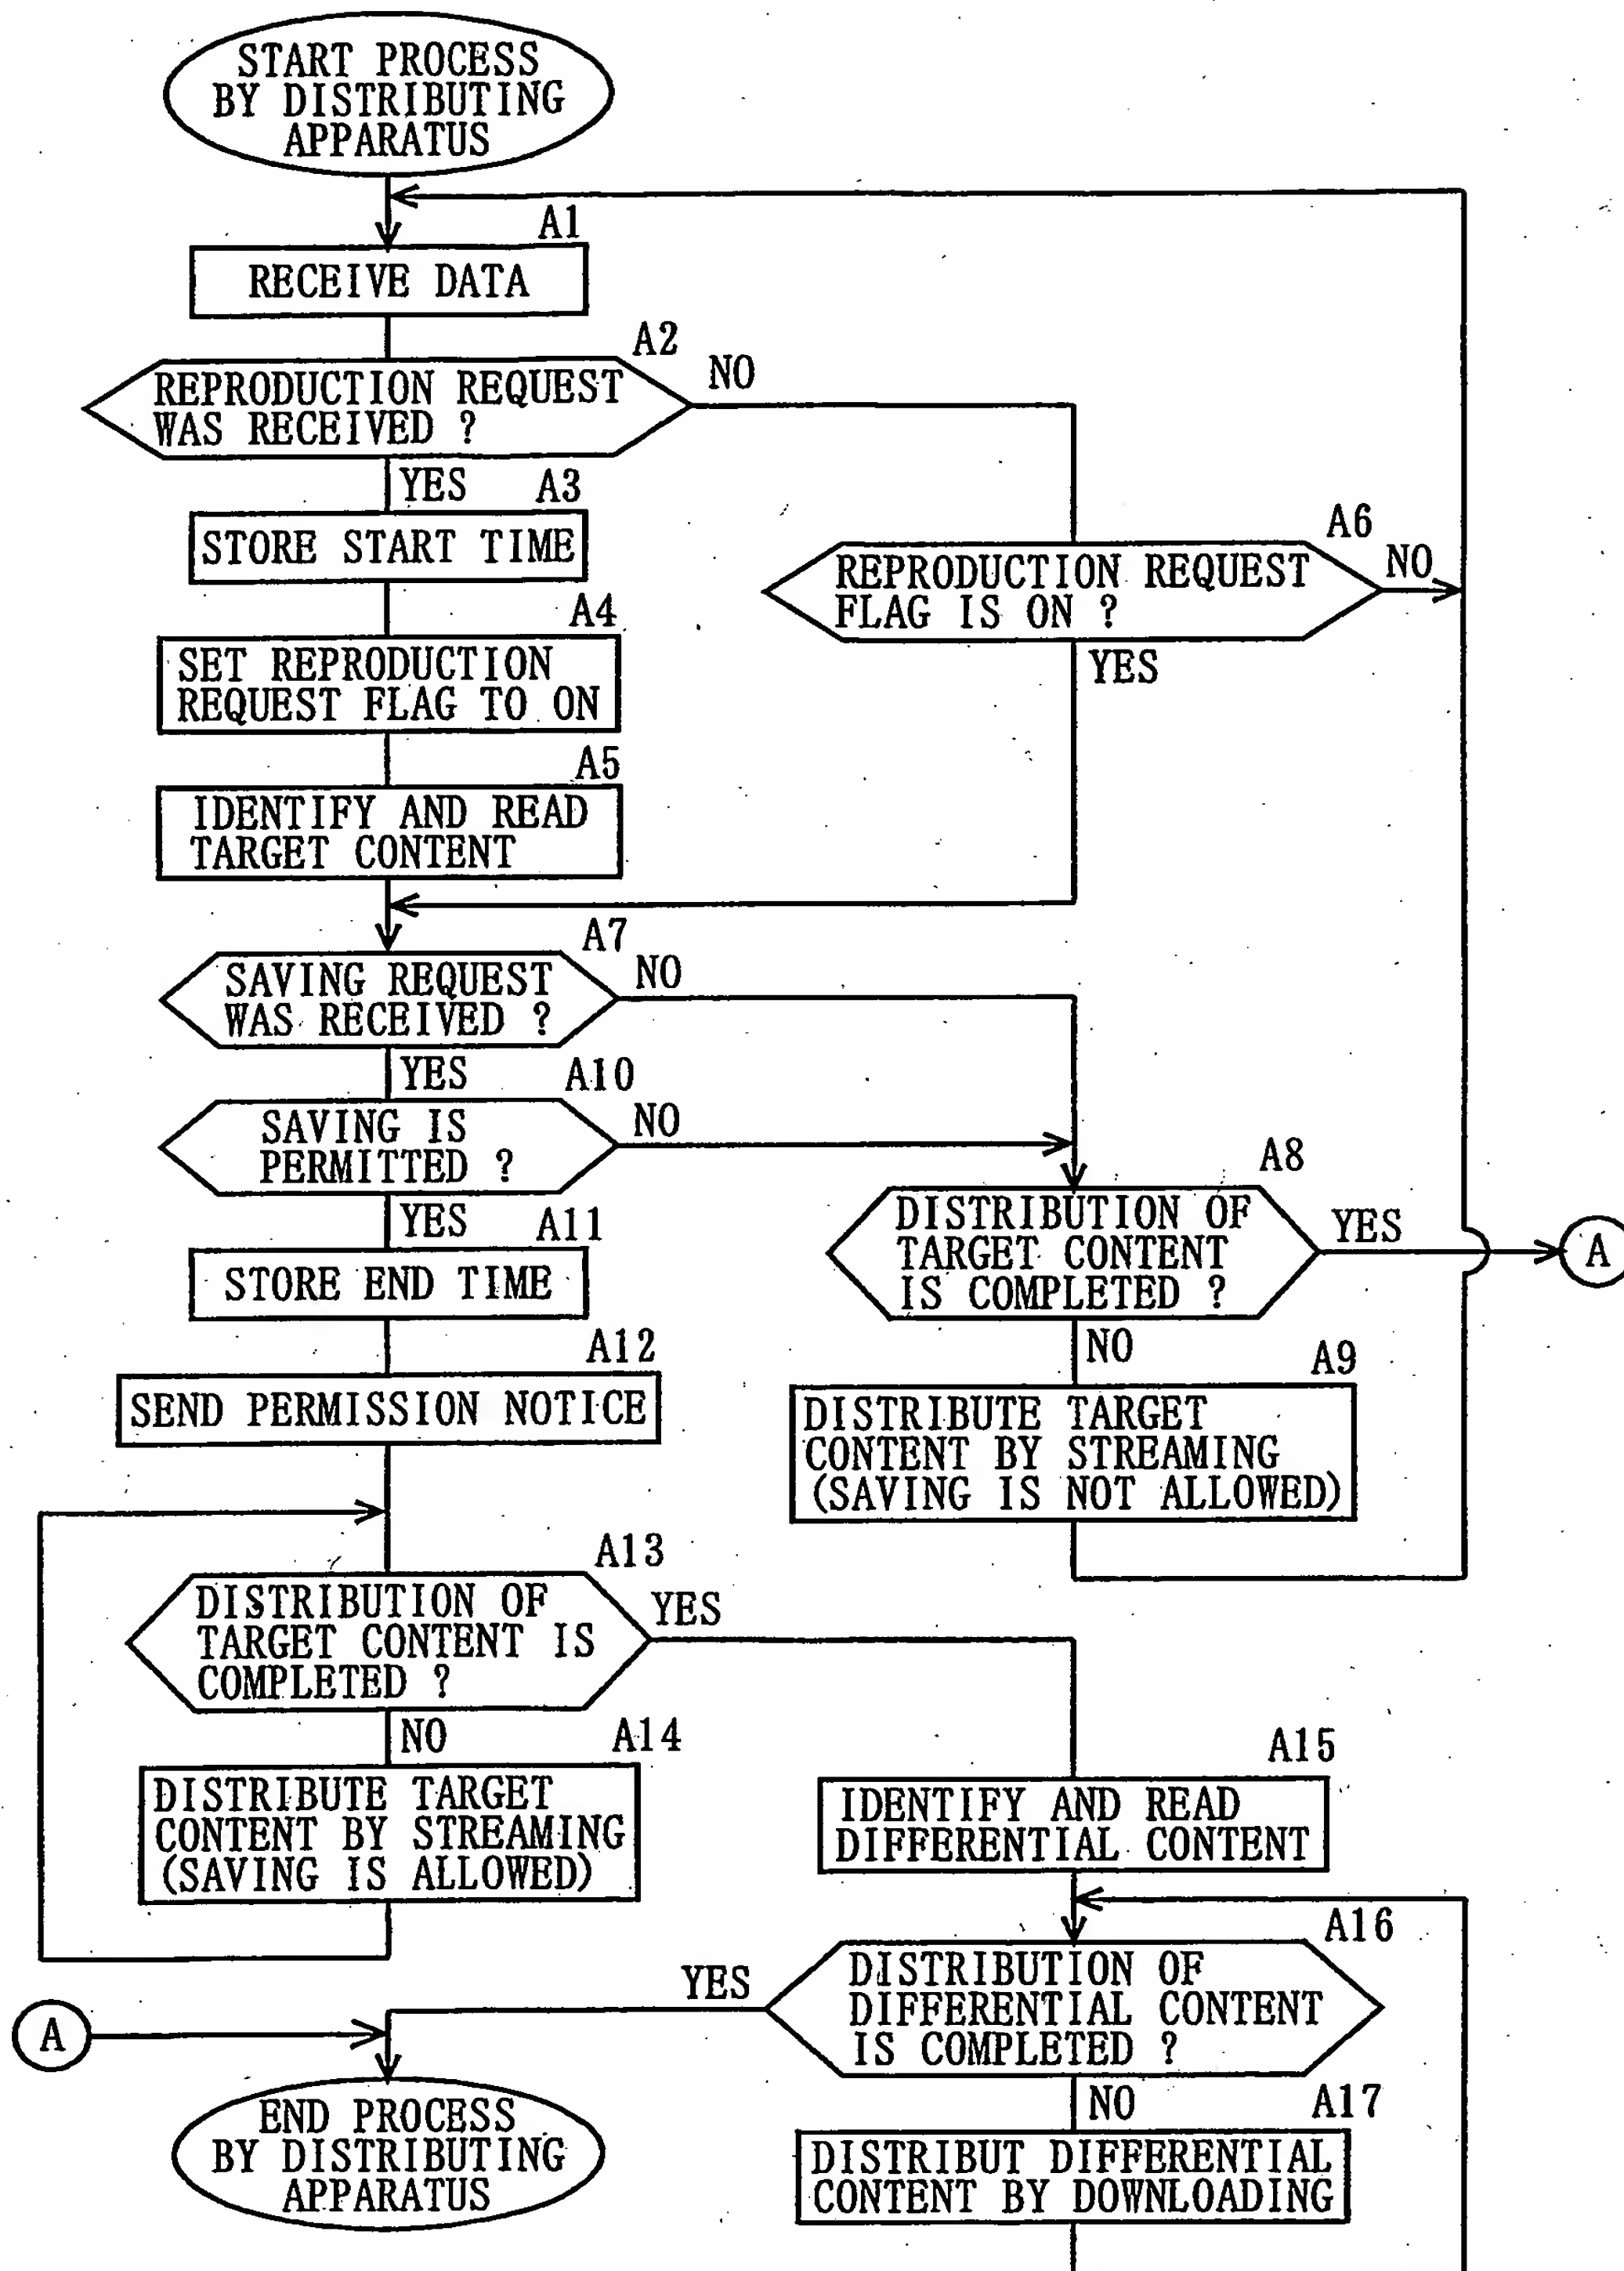 START PROCESS
BY DISTRIBUTING
APPARATUS
A1
RECEIVE DATA
A2
REPRODUCTION REQUEST
WAS RECEIVED ?
NO
YES
A3
STORE START TIME
A6
REPRODUCTION REQUEST
FLAG IS ON ?
NO
YES
A4
SET REPRODUCTION
REQUEST FLAG TO ON
A5
IDENTIFY AND READ
TARGET CONTENT
A7
SAVING REQUEST
WAS RECEIVED ?
NO
YES
A10
SAVING IS
PERMITTED ?
NO
YES
A8
DISTRIBUTION OF
TARGET CONTENT
IS COMPLETED ?
YES
A
NO
A11
STORE END TIME
A12
SEND PERMISSION NOTICE
A9
DISTRIBUTE TARGET
CONTENT BY STREAMING
(SAVING IS NOT ALLOWED)
A13
DISTRIBUTION OF
TARGET CONTENT IS
COMPLETED ?
YES
NO
A14
DISTRIBUTE TARGET
CONTENT BY STREAMING
(SAVING IS ALLOWED)
A15
IDENTIFY AND READ
DIFFERENTIAL CONTENT
A16
DISTRIBUTION OF
DIFFERENTIAL CONTENT
IS COMPLETED ?
YES
NO
A
END PROCESS
BY DISTRIBUTING
APPARATUS
A17
DISTRIBUT DIFFERENTIAL
CONTENT BY DOWNLOADING